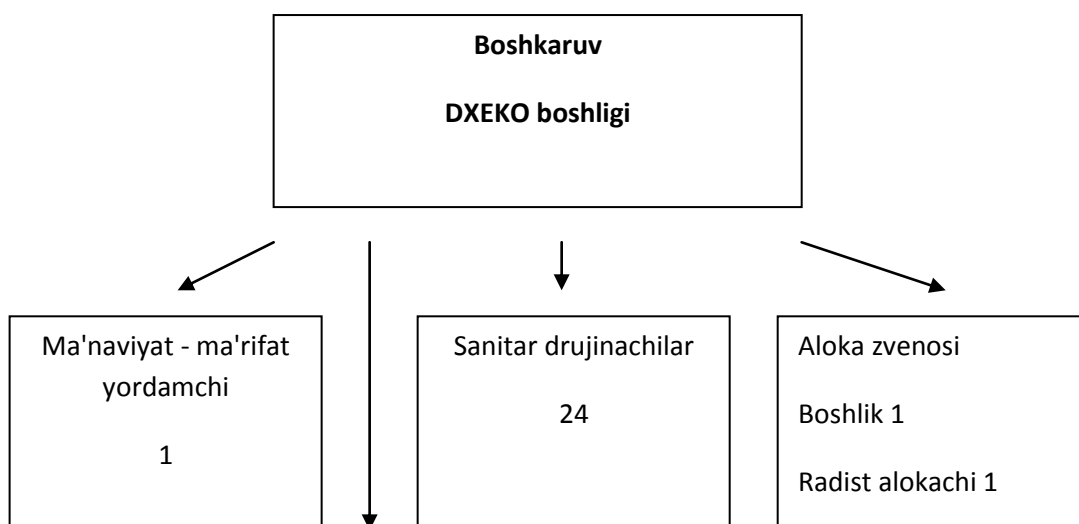 Boshkaruv
DXEKO boshligi
Ma'naviyat - ma'rifat
yordamchi
1
Sanitar drujinachilar
24
Aloka zvenosi
Boshlik 1
Radist alokachi 1